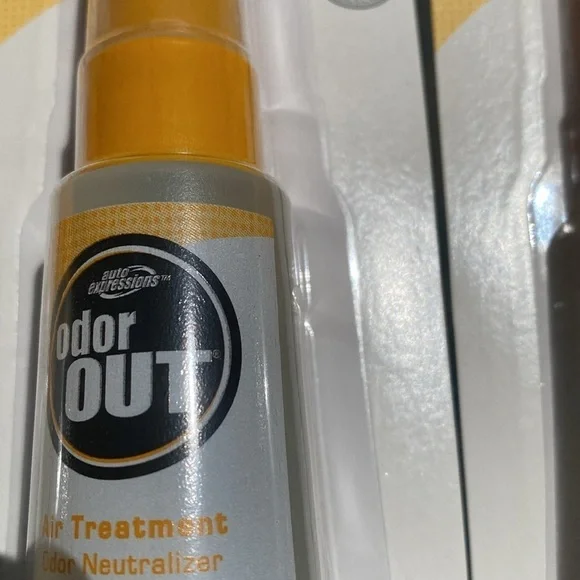 auto
expressions™
odor
OUT®
Air Treatment
Odor Neutralizer